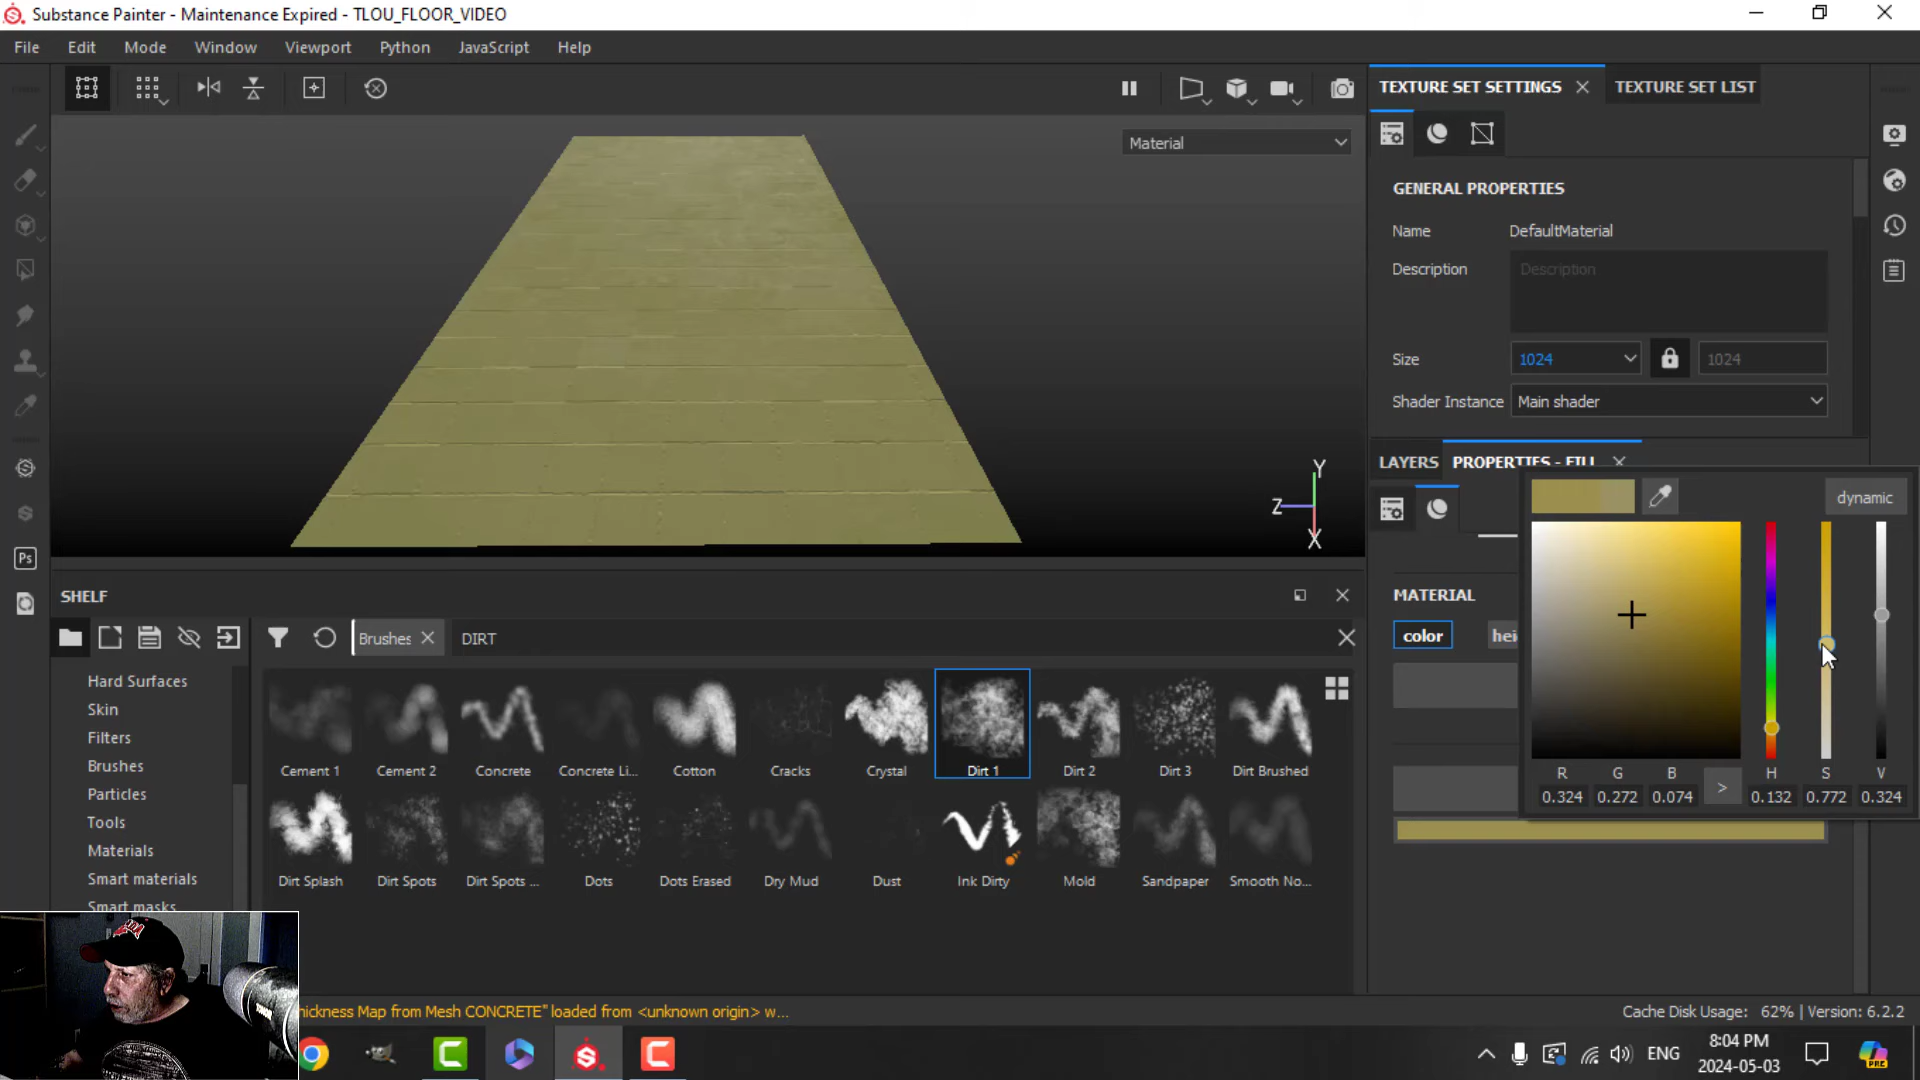 Substance Painter - Maintenance Expired - TLOU_FLOOR_VIDEO
File Edit Mode Window Viewport Python JavaScript Help
Material
Y
Z
X
TEXTURE SET SETTINGS
TEXTURE SET LIST
GENERAL PROPERTIES
Name DefaultMaterial
Description Description
Size 1024 1024
Shader Instance Main shader
LAYERS PROPERTIES - FILL
dynamic
MATERIAL
color hei
R G B H S V
0.324 0.272 0.074 > 0.132 0.772 0.324
Ps
SHELF
Brushes DIRT
Hard Surfaces
Skin
Filters
Brushes
Particles
Tools
Materials
Smart materials
Smart masks
Cement 1 Cement 2 Concrete Concrete Li... Cotton Cracks Crystal Dirt 1 Dirt 2 Dirt 3 Dirt Brushed
Dirt Splash Dirt Spots Dirt Spots ... Dots Dots Erased Dry Mud Dust Ink Dirty Mold Sandpaper Smooth No...
hickness Map from Mesh CONCRETE" loaded from <unknown origin> w...
Cache Disk Usage: 62% | Version: 6.2.2
ENG
8:04 PM
2024-05-03
PRE